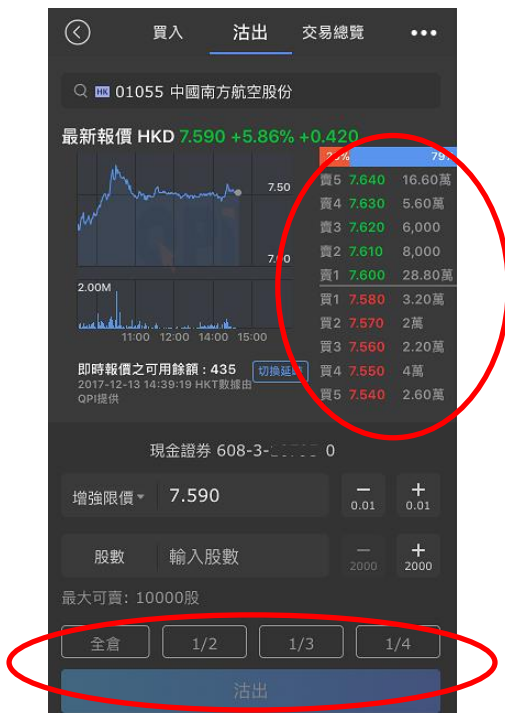 買入 沽出 交易總覽
HK 01055 中國南方航空股份
最新報價 HKD 7.590 +5.86% +0.420
79%
7.50
賣5 7.640 16.60萬
賣4 7.630 5.60萬
賣3 7.620 6,000
賣2 7.610 8,000
賣1 7.600 28.80萬
2.00M
買1 7.580 3.20萬
買2 7.570 2萬
買3 7.560 2.20萬
買4 7.550 4萬
買5 7.540 2.60萬
11:00 12:00 14:00 15:00
即時報價之可用餘額 : 435 切換延時
2017-12-13 14:39:19 HKT數據由
QPI提供
現金證券 608-3- 0
增強限價 7.590 − 0.01 + 0.01
股數 輸入股數 − 2000 + 2000
最大可賣: 10000股
全倉 1/2 1/3 1/4
沽出